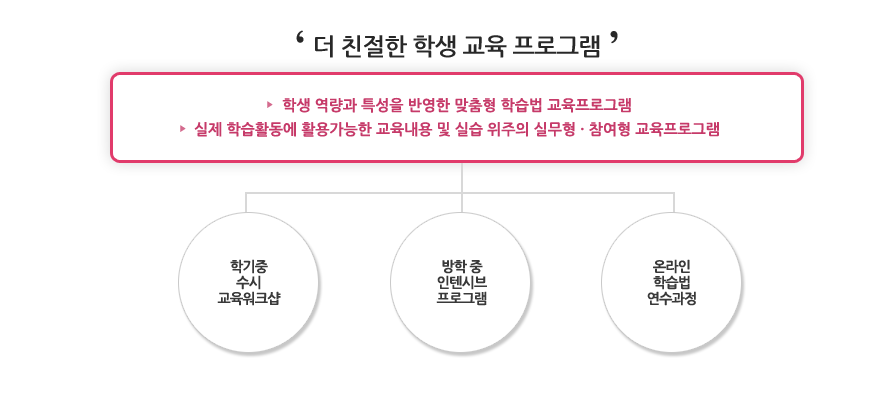 ‘ 더 친절한 학생 교육 프로그램 ’
▶ 학생 역량과 특성을 반영한 맞춤형 학습법 교육프로그램
▶ 실제 학습활동에 활용가능한 교육내용 및 실습 위주의 실무형 · 참여형 교육프로그램
학기중
수시
교육워크샵
방학 중
인텐시브
프로그램
온라인
학습법
연수과정